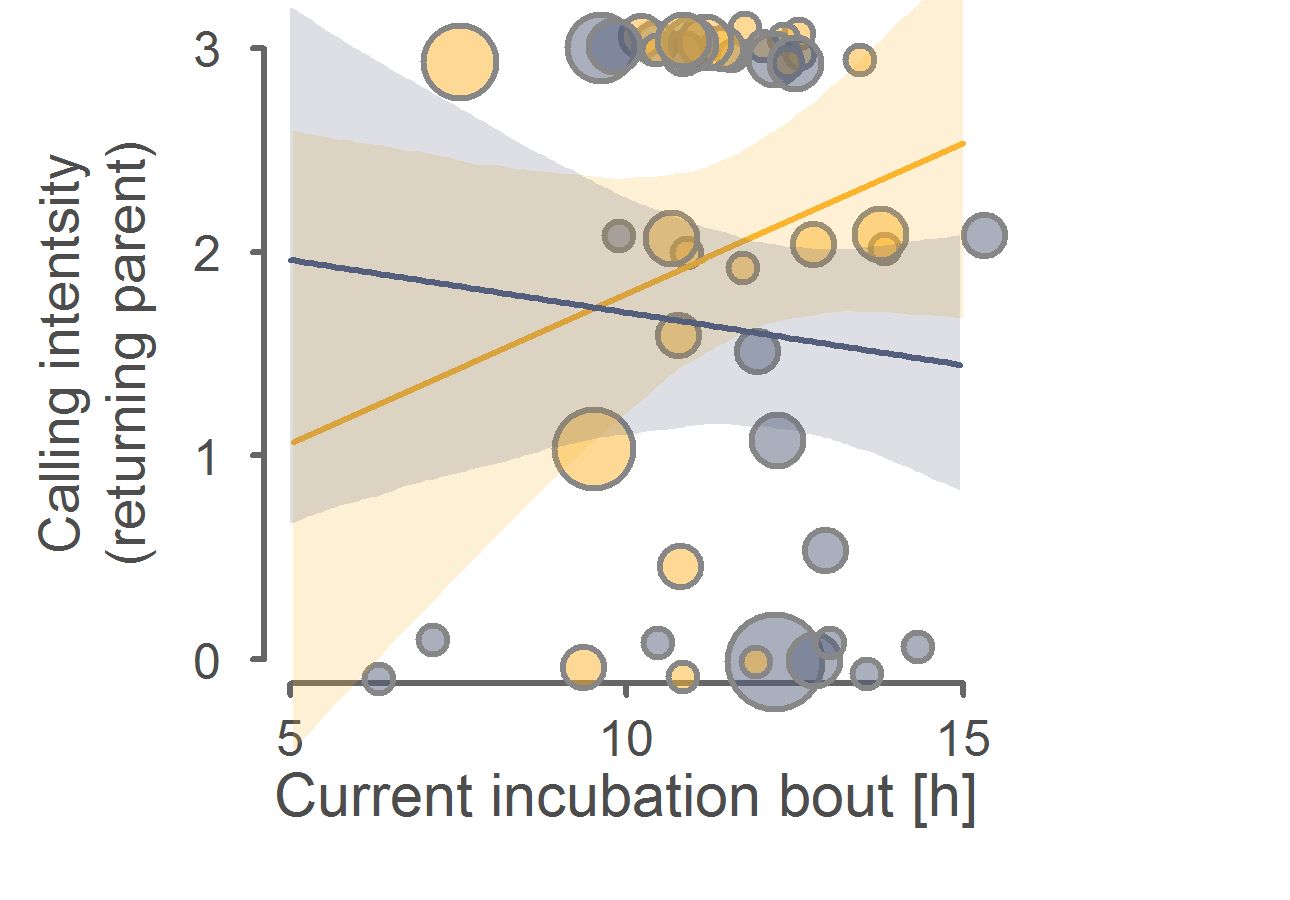 Calling intentsity
(returning parent)
3
2
1
0
5 10 15
Current incubation bout [h]